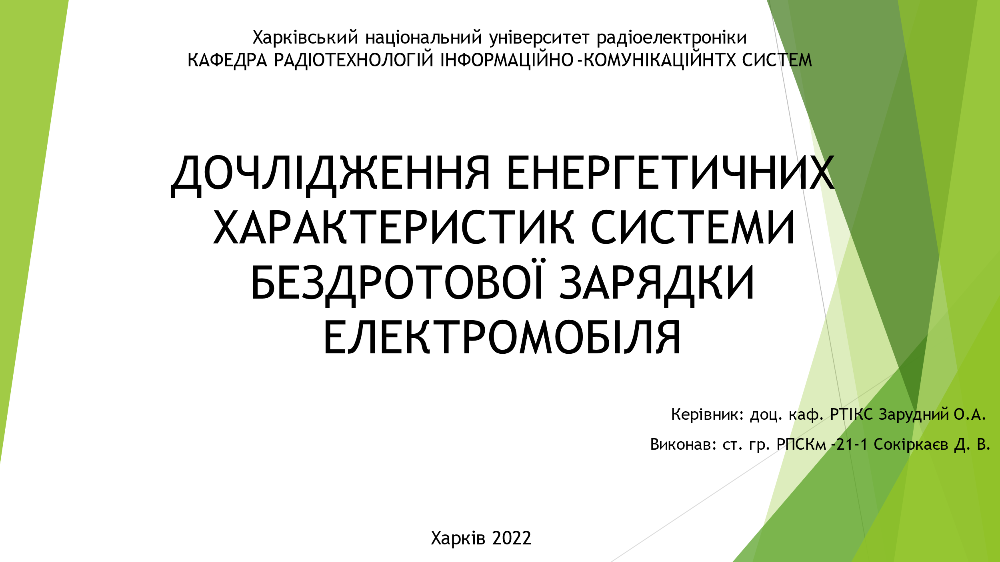 Харківський національний університет радіоелектроніки
КАФЕДРА РАДІОТЕХНОЛОГІЙ ІНФОРМАЦІЙНО-КОМУНІКАЦІЙНТХ СИСТЕМ
ДОЧЛІДЖЕННЯ ЕНЕРГЕТИЧНИХ
ХАРАКТЕРИСТИК СИСТЕМИ
БЕЗДРОТОВОЇ ЗАРЯДКИ
ЕЛЕКТРОМОБІЛЯ
Керівник: доц. каф. РТІКС Зарудний О.А.
Виконав: ст. гр. РПСКм-21-1 Сокіркаєв Д. В.
Харків 2022